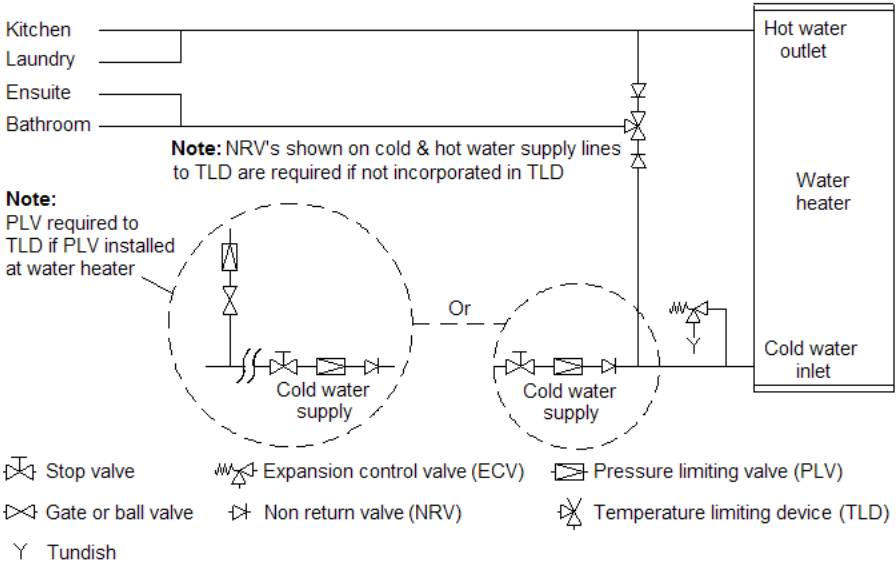 Kitchen
Laundry
Ensuite
Bathroom
Hot water
outlet
Note: NRV's shown on cold & hot water supply lines
to TLD are required if not incorporated in TLD
Water
heater
Note:
PLV required to
TLD if PLV installed
at water heater
Or
Cold water
supply
Cold water
supply
Cold water
inlet
Stop valve
Expansion control valve (ECV)
Pressure limiting valve (PLV)
Gate or ball valve
Non return valve (NRV)
Temperature limiting device (TLD)
Tundish